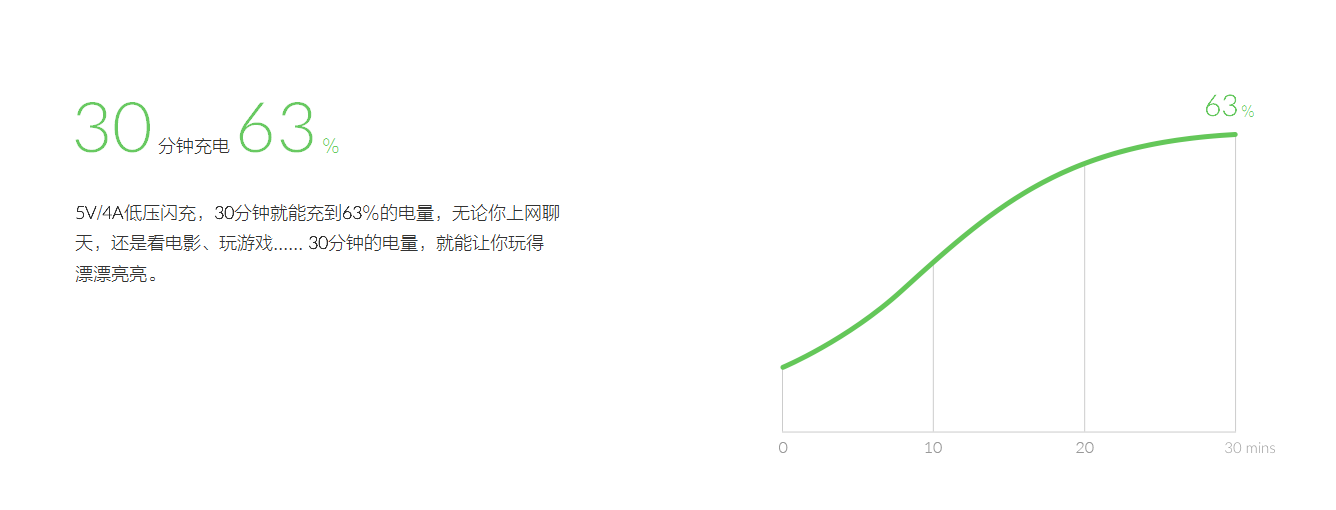 30 分钟充电 63 %
5V/4A低压闪充，30分钟就能充到63%的电量，无论你上网聊
天，还是看电影、玩游戏...... 30分钟的电量，就能让你玩得
漂漂亮亮。
63 %
0 10 20 30 mins